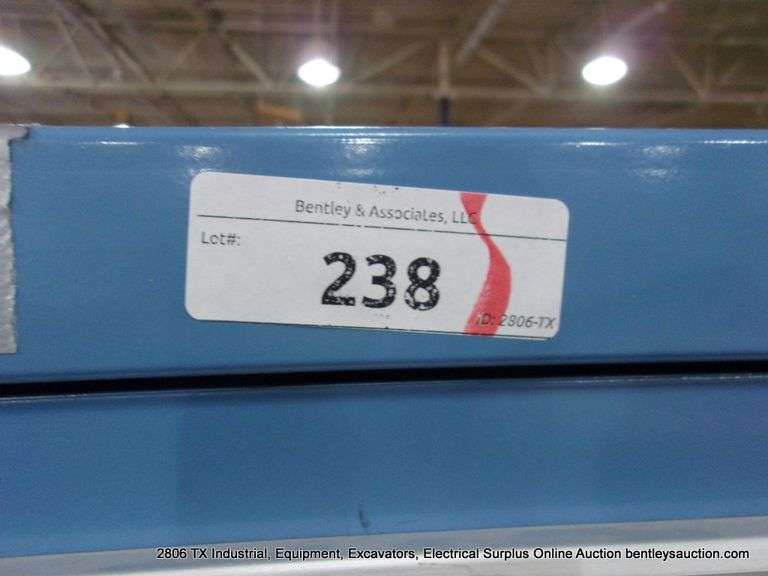 Bentley & Associates, LLC
Lot#:
238
ID: 2806-TX
2806 TX Industrial, Equipment, Excavators, Electrical Surplus Online Auction bentleysauction.com